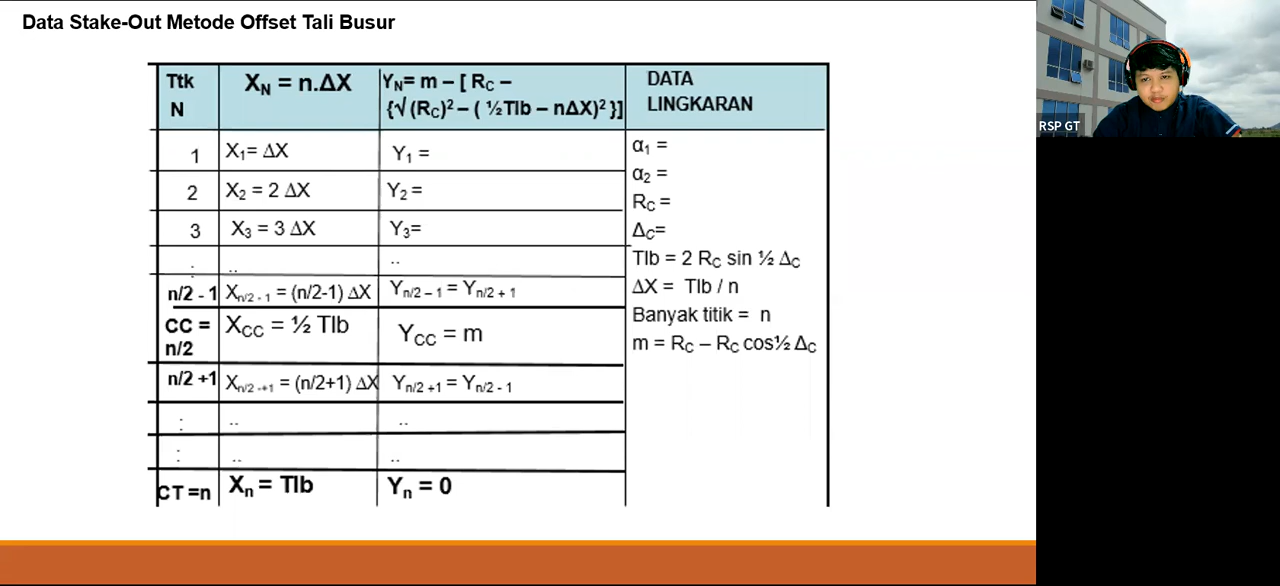 Data Stake-Out Metode Offset Tali Busur
Ttk N
X_N = n.ΔX
Y_N= m – [ R_C –
{√ (R_C)² – ( ½Tlb – nΔX)² }]
DATA
LINGKARAN
1
X₁= ΔX
Y₁ =
2
X₂ = 2 ΔX
Y₂ =
3
X₃ = 3 ΔX
Y₃=
:
..
..
n/2 - 1
X_n/2 - 1 = (n/2-1) ΔX
Y_n/2 – 1 = Y_n/2 + 1
CC =
n/2
X_CC = ½ Tlb
Y_CC = m
n/2 +1
X_n/2 -+1 = (n/2+1) ΔX
Y_n/2 +1 = Y_n/2 - 1
:
..
..
:
..
..
CT =n
X_n = Tlb
Y_n = 0
α₁ =
α₂ =
R_C =
Δ_C=
Tlb = 2 R_C sin ½ Δ_C
ΔX = Tlb / n
Banyak titik = n
m = R_C – R_C cos½ Δ_C
RSP GT